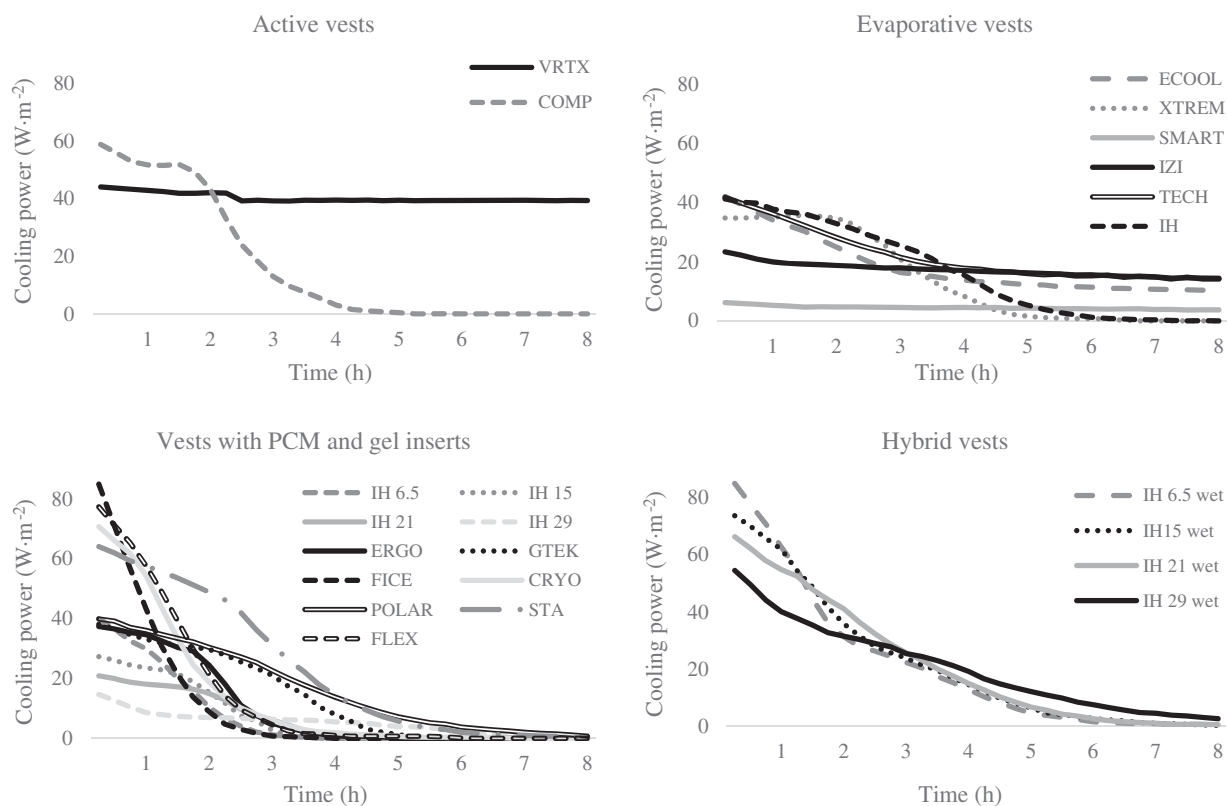 Active vests
Cooling power (W·m⁻²)
80
60
40
20
0
VRTX
COMP
1 2 3 4 5 6 7 8
Time (h)
Evaporative vests
Cooling power (W·m⁻²)
80
60
40
20
0
ECOOL
XTREM
SMART
IZI
TECH
IH
1 2 3 4 5 6 7 8
Time (h)
Vests with PCM and gel inserts
Cooling power (W·m⁻²)
80
60
40
20
0
IH 6.5 IH 15
IH 21 IH 29
ERGO GTEK
FICE CRYO
POLAR STA
FLEX
1 2 3 4 5 6 7 8
Time (h)
Hybrid vests
Cooling power (W·m⁻²)
80
60
40
20
0
IH 6.5 wet
IH15 wet
IH 21 wet
IH 29 wet
1 2 3 4 5 6 7 8
Time (h)